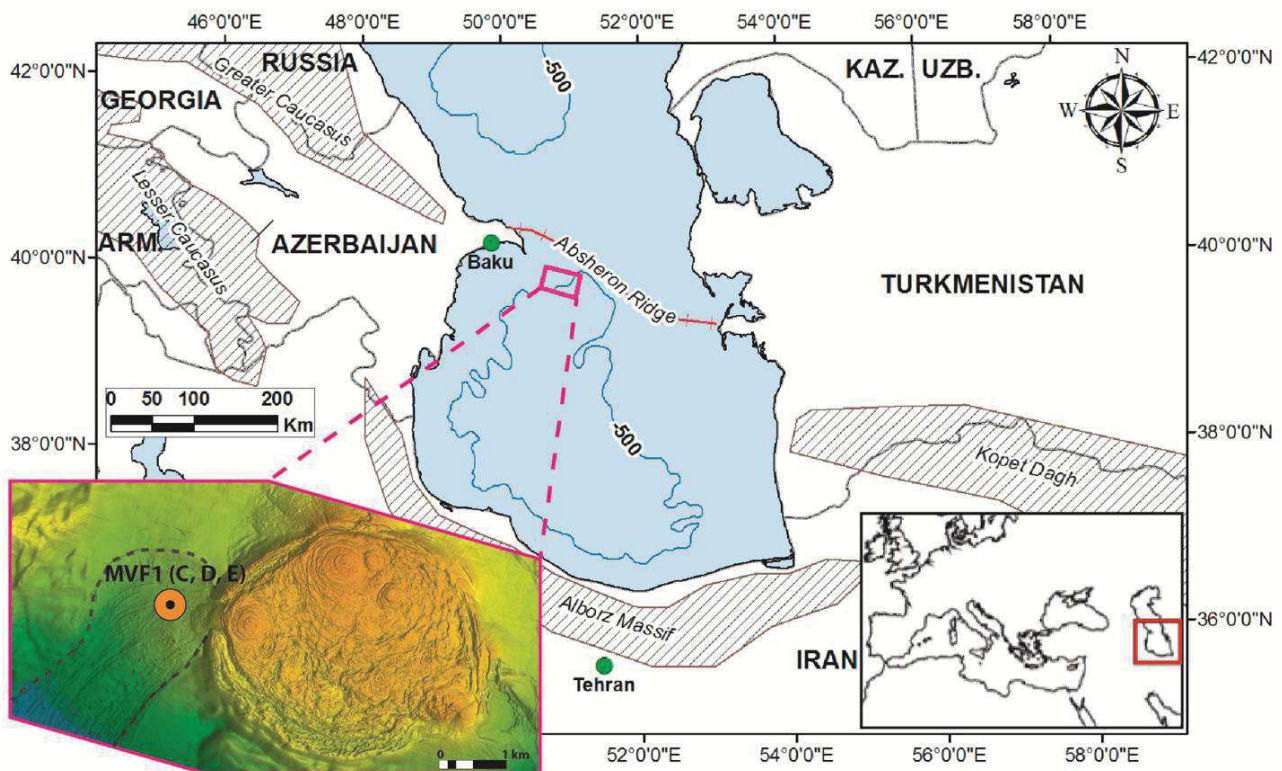 46°0'0"E 48°0'0"E 50°0'0"E 52°0'0"E 54°0'0"E 56°0'0"E 58°0'0"E
42°0'0"N
RUSSIA
Greater Caucasus
GEORGIA
-500
KAZ. UZB.
42°0'0"N
N
W E
S
Lesser Caucasus
ARM.
AZERBAIJAN
40°0'0"N
Baku
Absheron Ridge
TURKMENISTAN
40°0'0"N
0 50 100 200
Km
38°0'0"N
-500
38°0'0"N
Kopet Dagh
MVF1 (C, D, E)
Alborz Massif
36°0'0"N
IRAN
Tehran
0 1 km
52°0'0"E 54°0'0"E 56°0'0"E 58°0'0"E